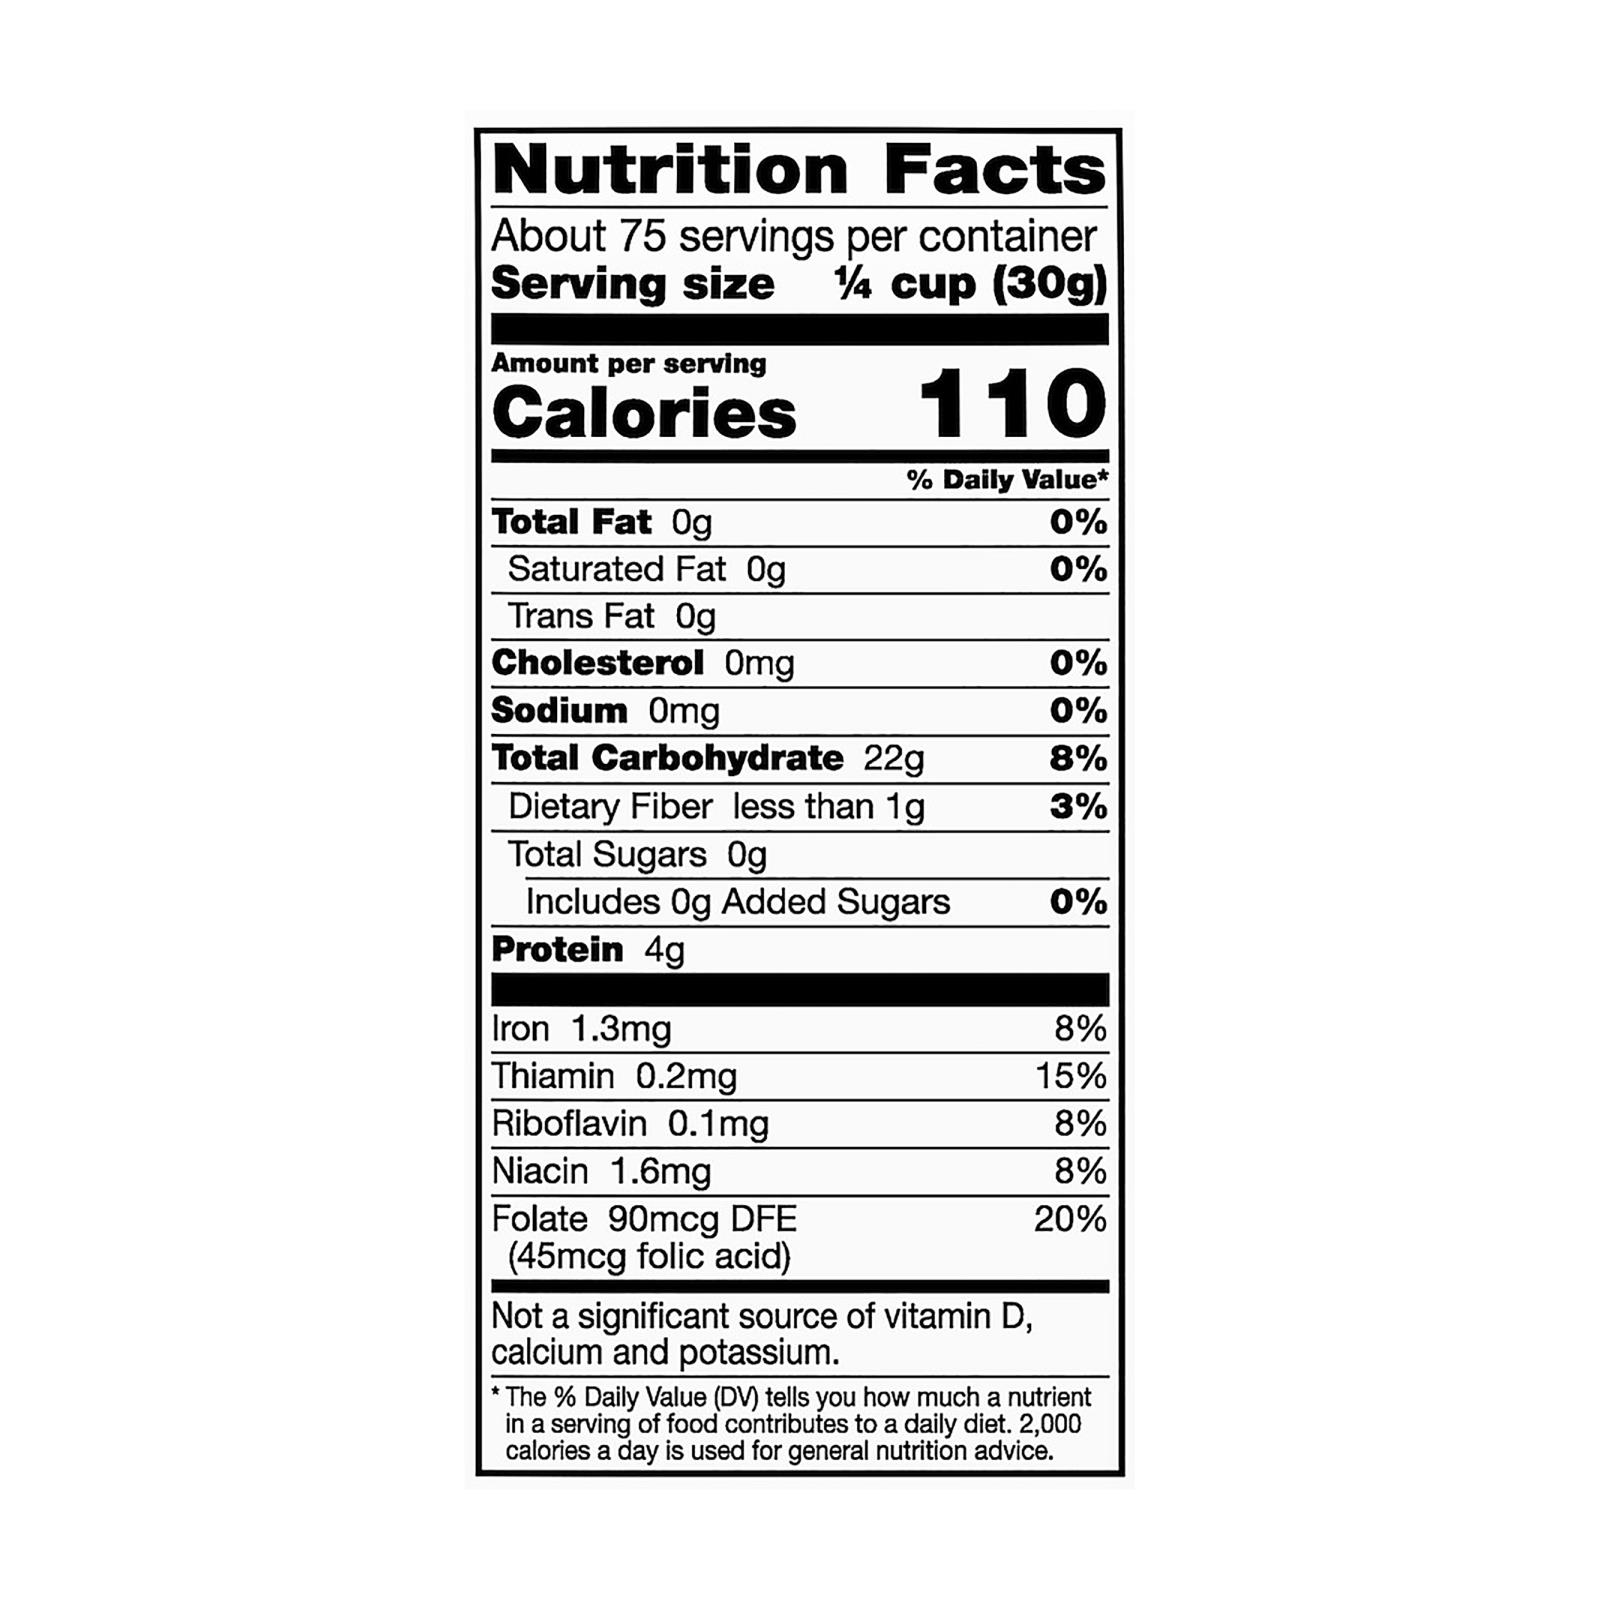 Nutrition Facts
About 75 servings per container
Serving size ¼ cup (30g)
Amount per serving
Calories 110
% Daily Value*
Total Fat 0g 0%
Saturated Fat 0g 0%
Trans Fat 0g
Cholesterol 0mg 0%
Sodium 0mg 0%
Total Carbohydrate 22g 8%
Dietary Fiber less than 1g 3%
Total Sugars 0g
Includes 0g Added Sugars 0%
Protein 4g
Iron 1.3mg 8%
Thiamin 0.2mg 15%
Riboflavin 0.1mg 8%
Niacin 1.6mg 8%
Folate 90mcg DFE 20%
(45mcg folic acid)
Not a significant source of vitamin D,
calcium and potassium.
* The % Daily Value (DV) tells you how much a nutrient
in a serving of food contributes to a daily diet. 2,000
calories a day is used for general nutrition advice.